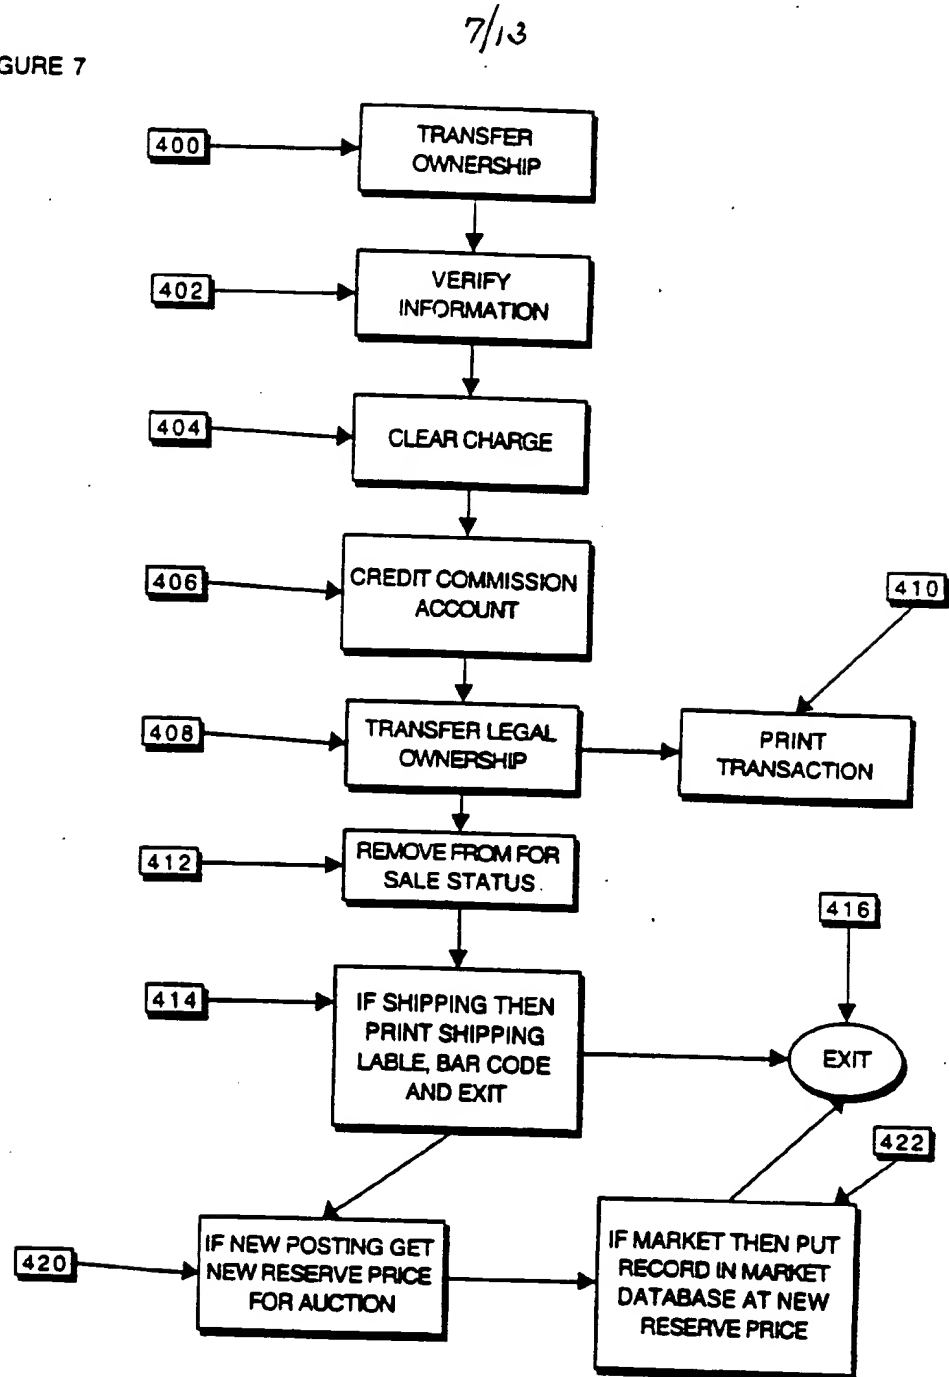 7/13
GURE 7
400
TRANSFER
OWNERSHIP
402
VERIFY
INFORMATION
404
CLEAR CHARGE
406
CREDIT COMMISSION
ACCOUNT
410
408
TRANSFER LEGAL
OWNERSHIP
PRINT
TRANSACTION
412
REMOVE FROM FOR
SALE STATUS
416
414
IF SHIPPING THEN
PRINT SHIPPING
LABLE, BAR CODE
AND EXIT
EXIT
422
420
IF NEW POSTING GET
NEW RESERVE PRICE
FOR AUCTION
IF MARKET THEN PUT
RECORD IN MARKET
DATABASE AT NEW
RESERVE PRICE